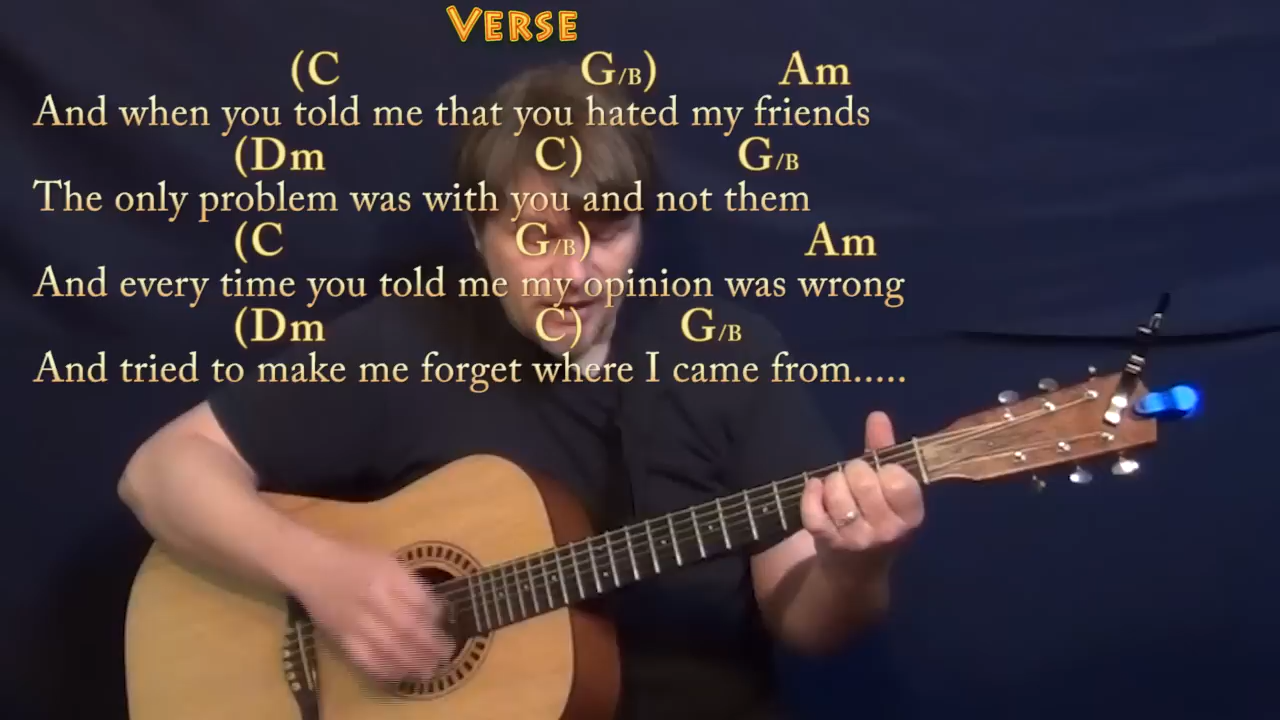 VERSE
(C G/B) Am
And when you told me that you hated my friends
(Dm C) G/B
The only problem was with you and not them
(C G/B) Am
And every time you told me my opinion was wrong
(Dm C) G/B
And tried to make me forget where I came from.....